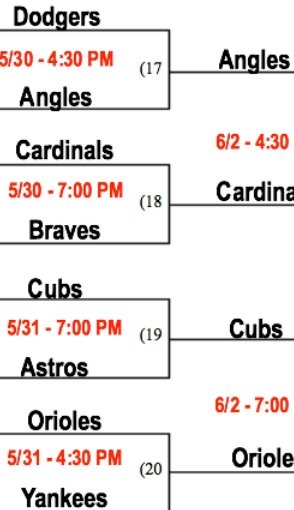 Dodgers
5/30 - 4:30 PM
(17
Angles
Angles
6/2 - 4:30
Cardinals
5/30 - 7:00 PM
(18
Braves
Cardina
Cubs
5/31 - 7:00 PM
(19
Astros
Cubs
6/2 - 7:00
Orioles
5/31 - 4:30 PM
(20
Yankees
Oriole